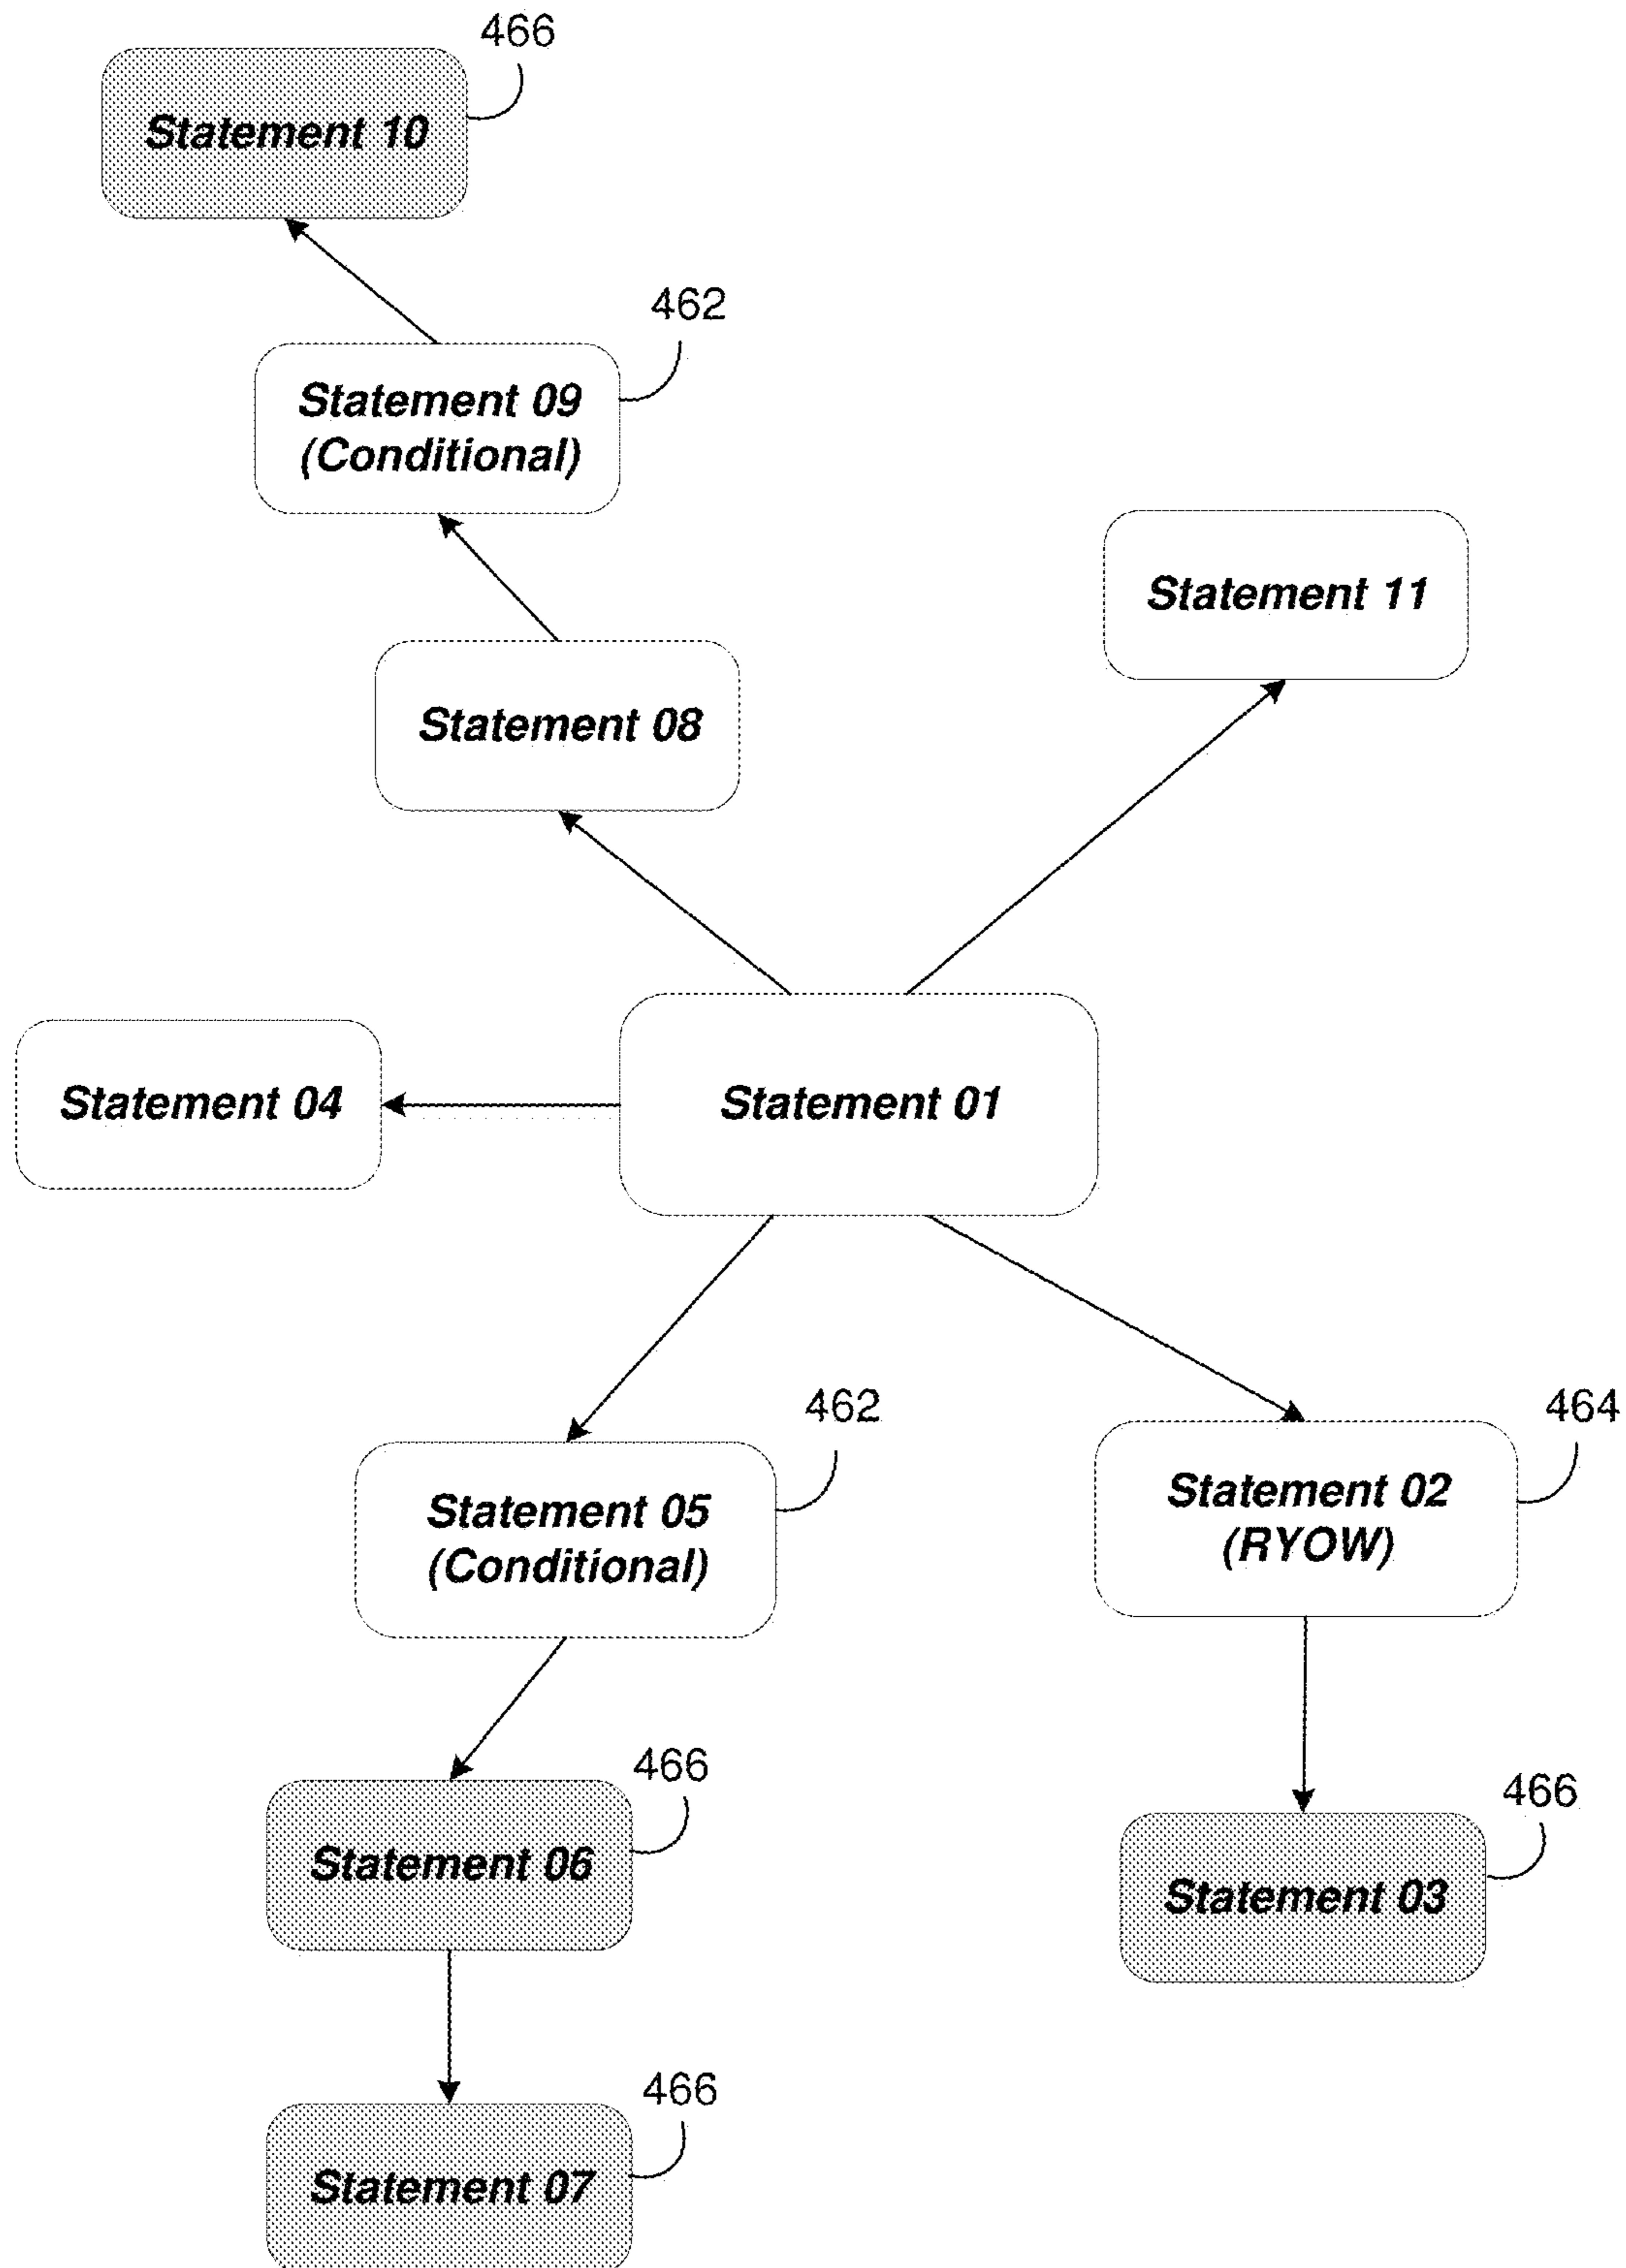 466
Statement 10
462
Statement 09
(Conditional)
Statement 11
Statement 08
Statement 04
Statement 01
462
464
Statement 05
(Conditional)
Statement 02
(RYOW)
466
466
Statement 06
Statement 03
466
Statement 07